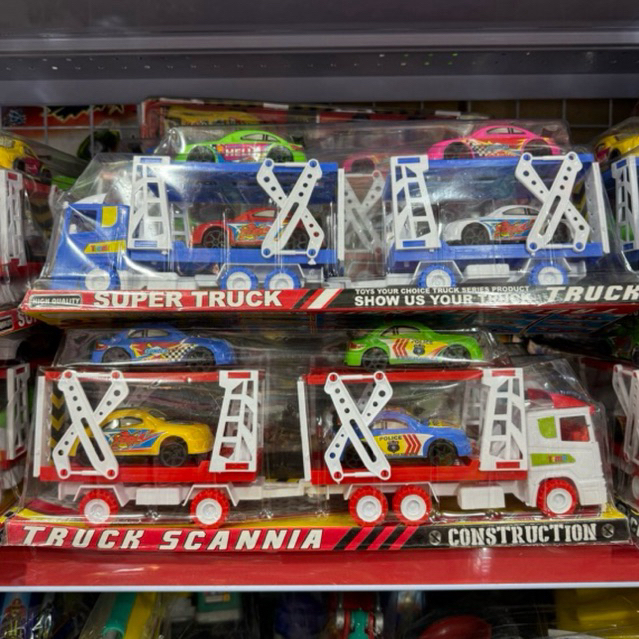 HIGH QUALITY
SUPER TRUCK
TOYS YOUR CHOICE TRUCK SERIES PRODUCT
SHOW US YOUR TRUCK
TRUCK
POLICE
POLICE
TRUCK SCANNIA
CONSTRUCTION